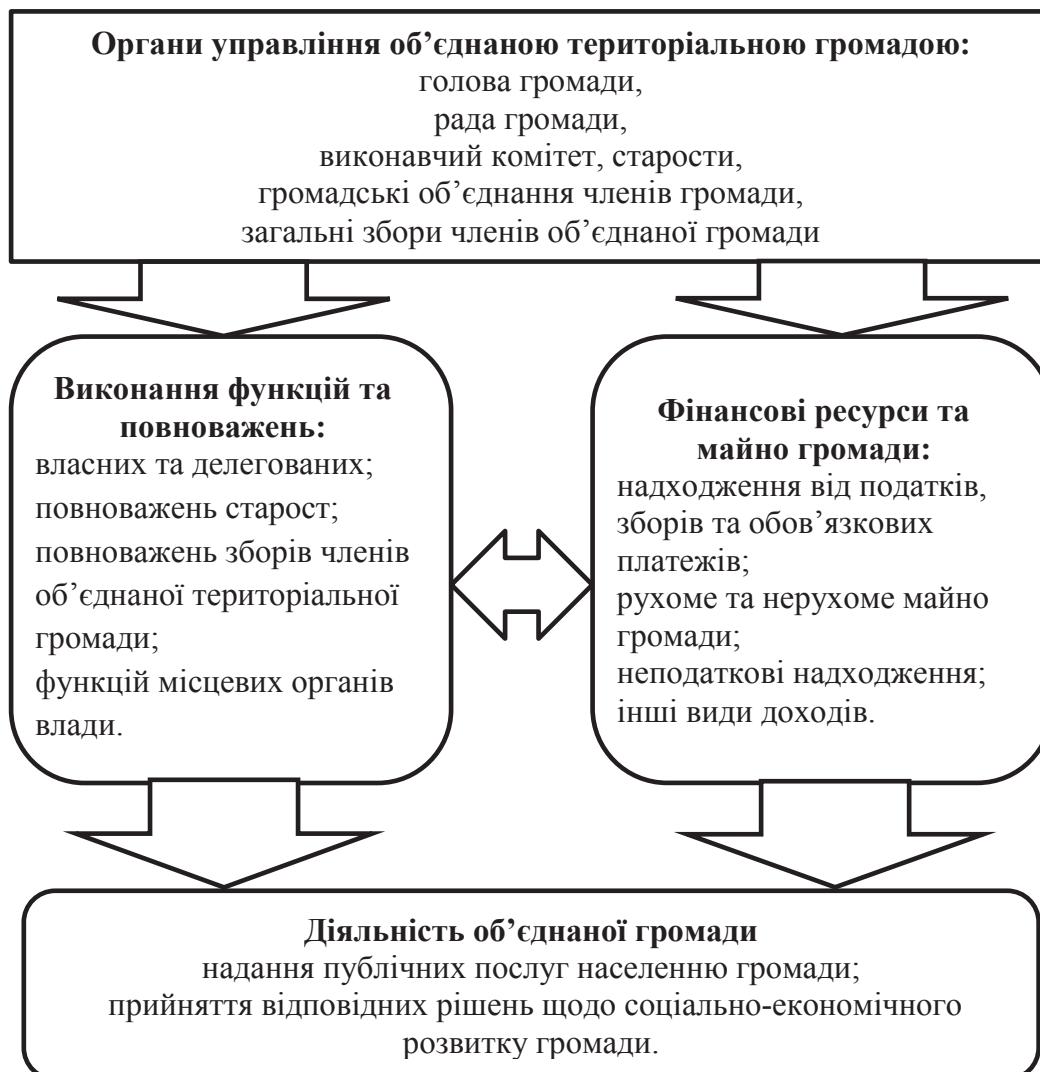 Органи управління об’єднаною територіальною громадою:
голова громади,
рада громади,
виконавчий комітет, старости,
громадські об’єднання членів громади,
загальні збори членів об’єднаної громади
Виконання функцій та
повноважень:
власних та делегованих;
повноважень старост;
повноважень зборів членів
об’єднаної територіальної
громади;
функцій місцевих органів
влади.
Фінансові ресурси та
майно громади:
надходження від податків,
зборів та обов’язкових
платежів;
рухоме та нерухоме майно
громади;
неподаткові надходження;
інші види доходів.
Діяльність об’єднаної громади
надання публічних послуг населенню громади;
прийняття відповідних рішень щодо соціально-економічного
розвитку громади.